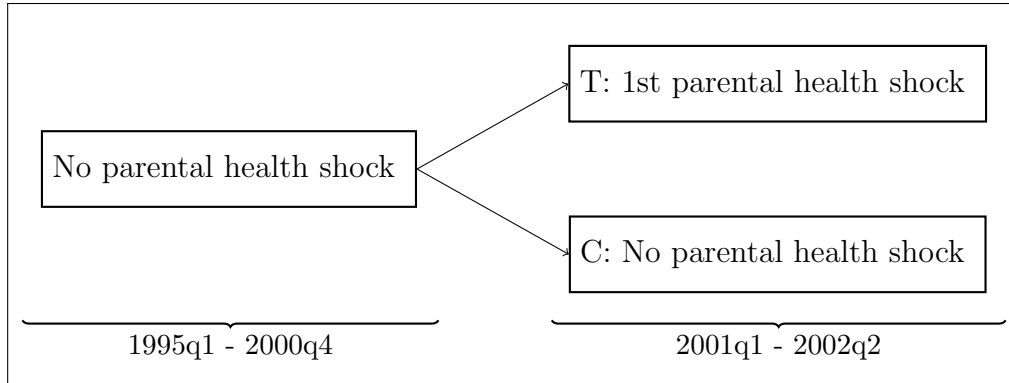 T: 1st parental health shock
No parental health shock
C: No parental health shock
1995q1 - 2000q4
2001q1 - 2002q2